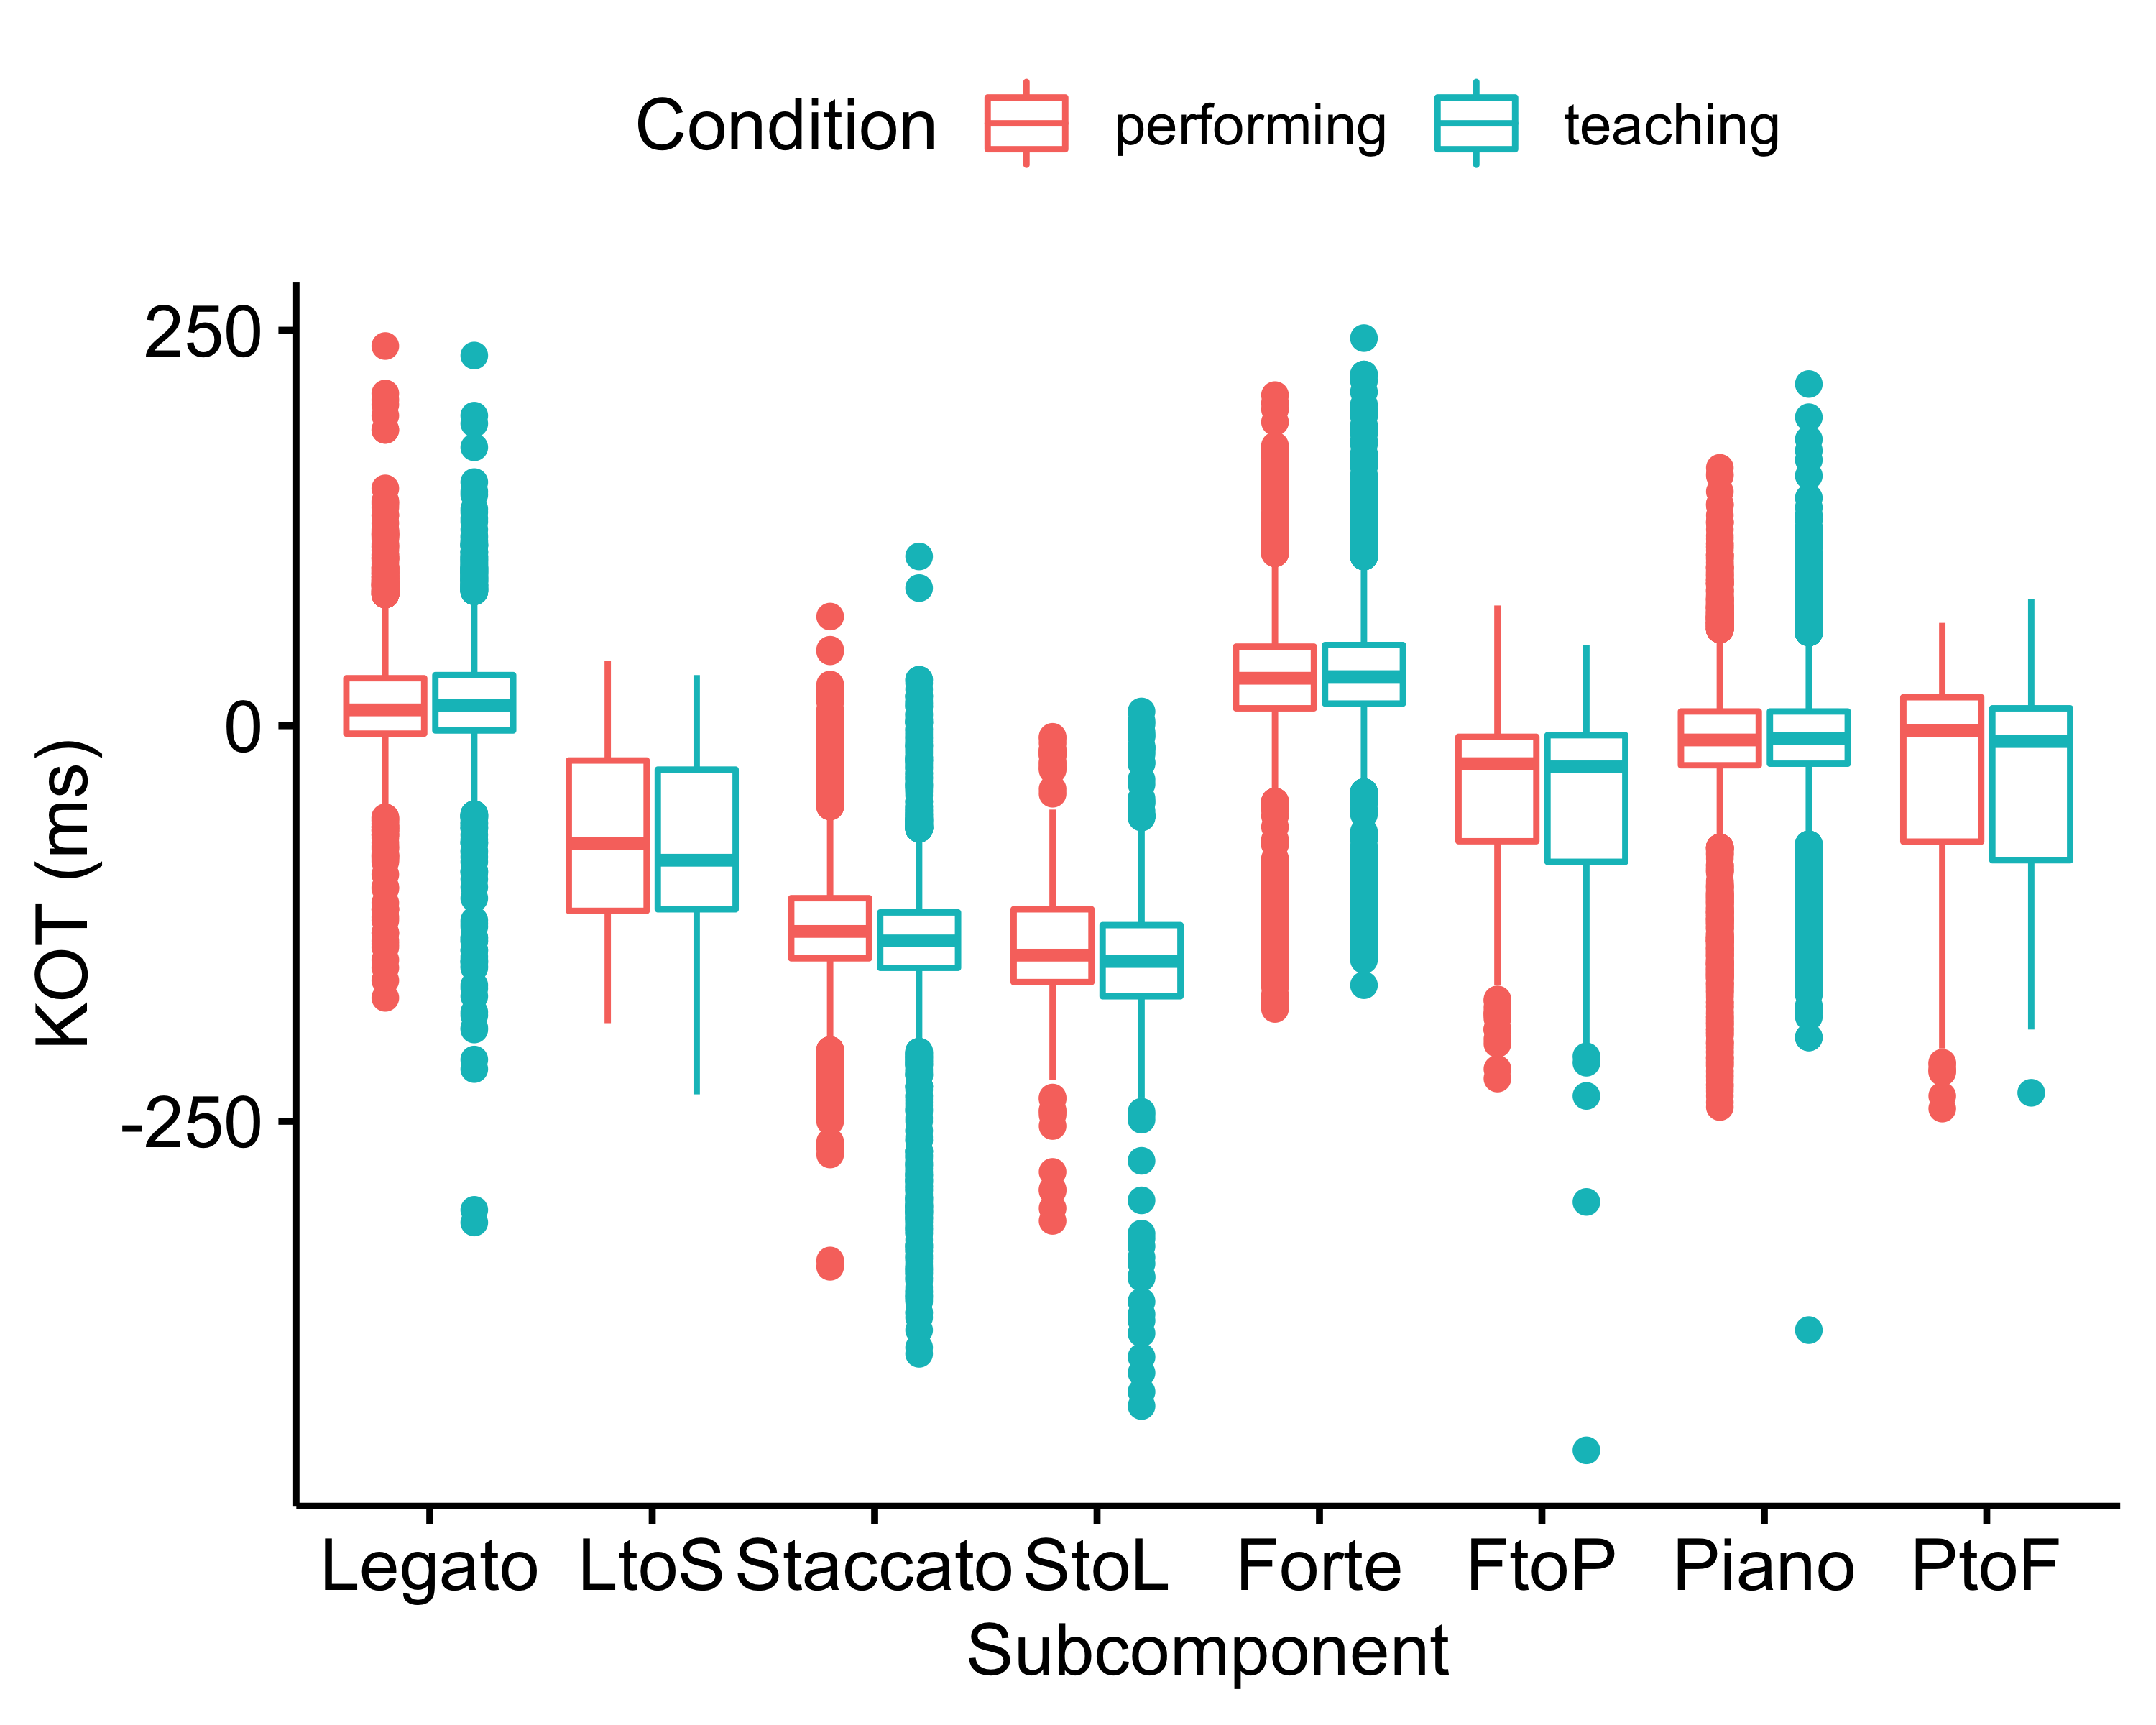 Condition performing teaching
250
0
-250
KOT (ms)
Legato LtoS Staccato StoL Forte FtoP Piano PtoF
Subcomponent